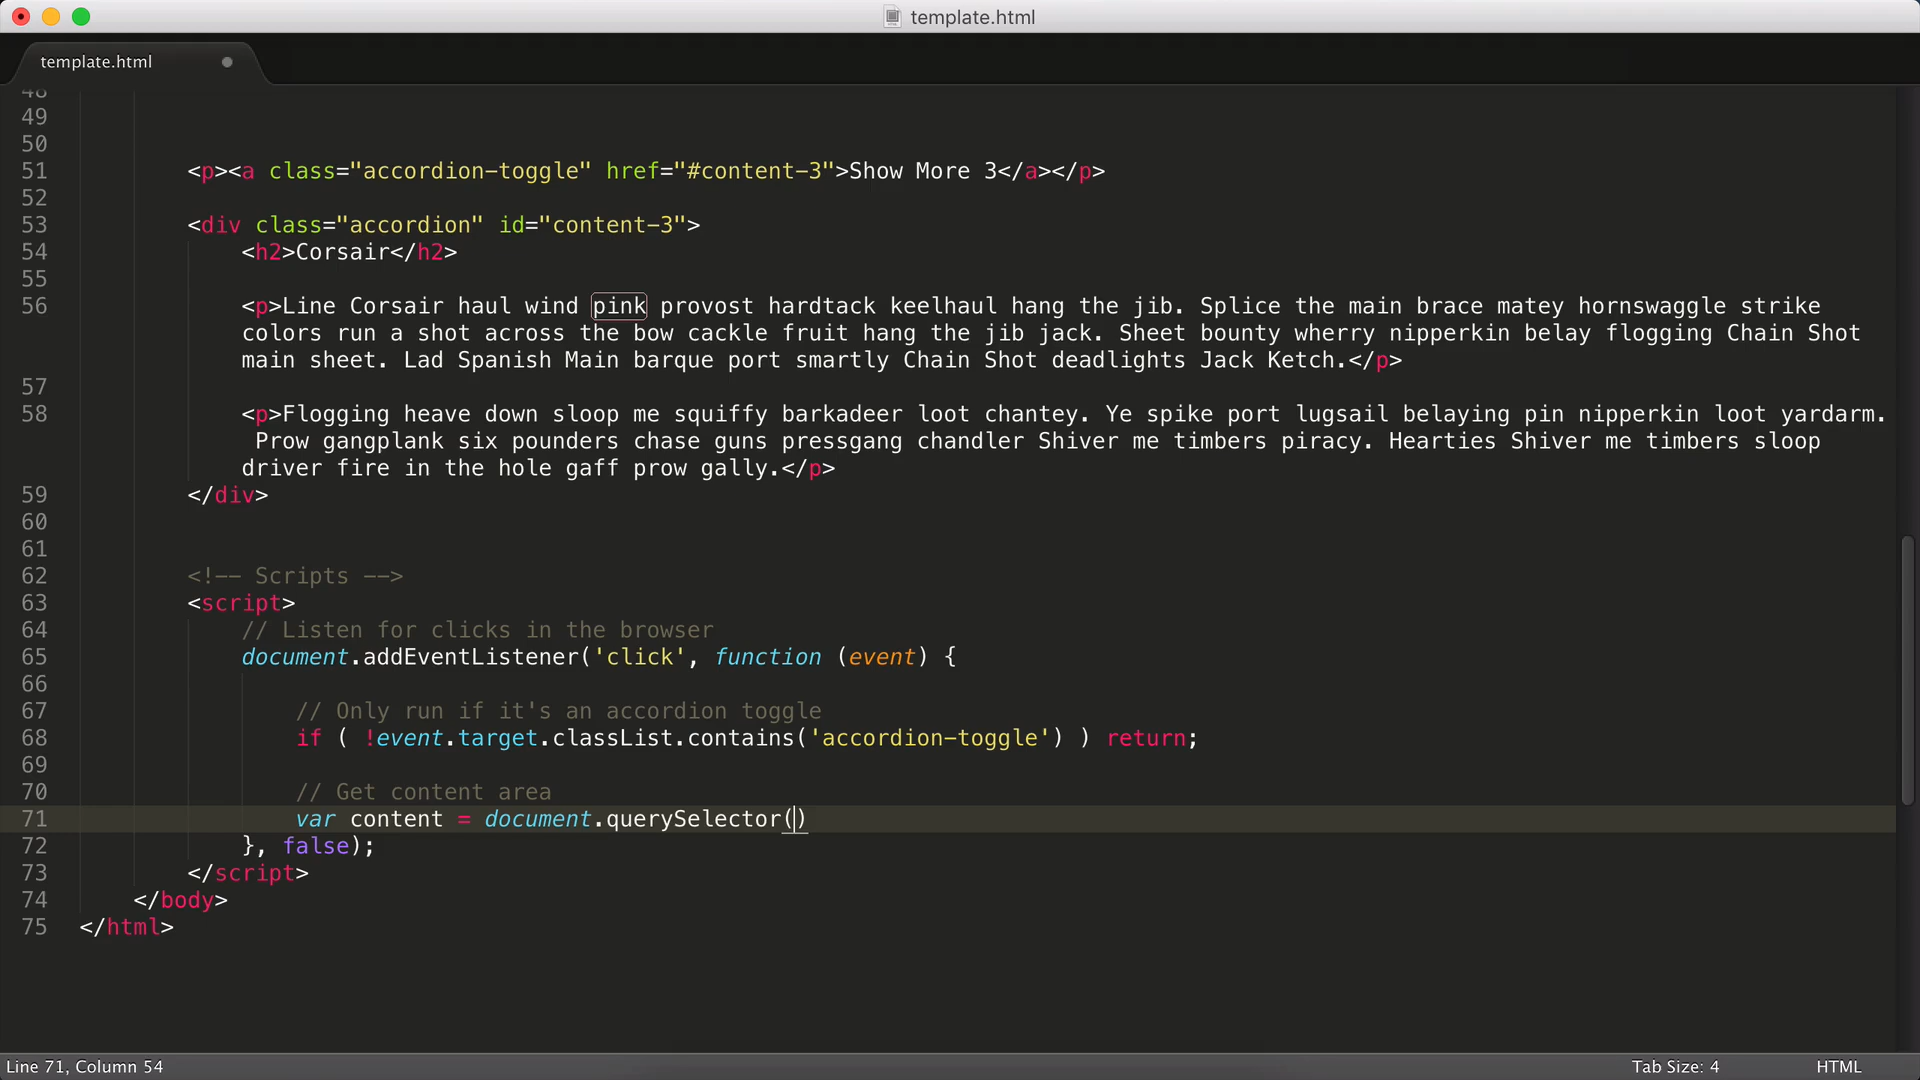 template.html
template.html
48
49
50
51 <p><a class="accordion-toggle" href="#content-3">Show More 3</a></p>
52
53 <div class="accordion" id="content-3">
54 <h2>Corsair</h2>
55
56 <p>Line Corsair haul wind pink provost hardtack keelhaul hang the jib. Splice the main brace matey hornswaggle strike
colors run a shot across the bow cackle fruit hang the jib jack. Sheet bounty wherry nipperkin belay flogging Chain Shot
main sheet. Lad Spanish Main barque port smartly Chain Shot deadlights Jack Ketch.</p>
57
58 <p>Flogging heave down sloop me squiffy barkadeer loot chantey. Ye spike port lugsail belaying pin nipperkin loot yardarm.
Prow gangplank six pounders chase guns pressgang chandler Shiver me timbers piracy. Hearties Shiver me timbers sloop
driver fire in the hole gaff prow gally.</p>
59 </div>
60
61
62 <!-- Scripts -->
63 <script>
64 // Listen for clicks in the browser
65 document.addEventListener('click', function (event) {
66
67 // Only run if it's an accordion toggle
68 if ( !event.target.classList.contains('accordion-toggle') ) return;
69
70 // Get content area
71 var content = document.querySelector()
72 }, false);
73 </script>
74 </body>
75 </html>
Line 71, Column 54 Tab Size: 4 HTML